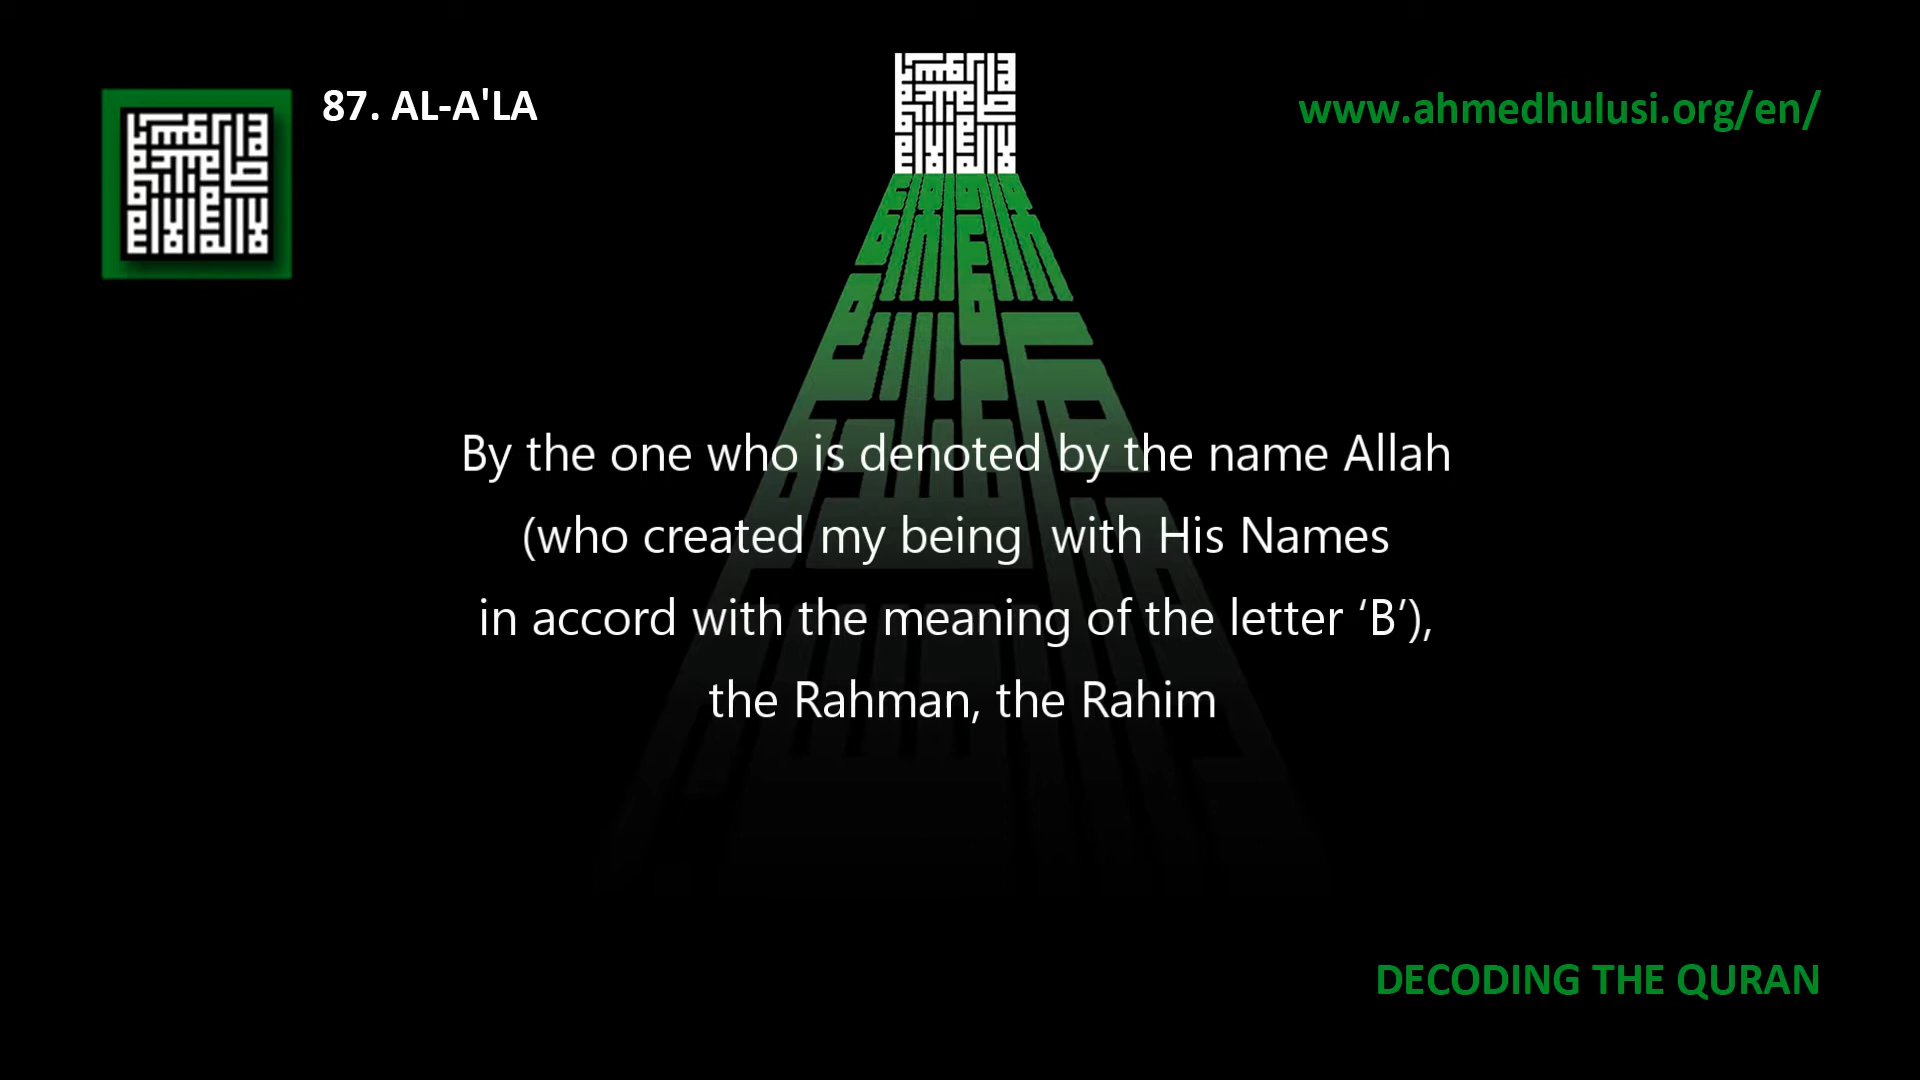 87. AL-A'LA
www.ahmedhulusi.org/en/
By the one who is denoted by the name Allah
(who created my being  with His Names
in accord with the meaning of the letter ‘B’),
the Rahman, the Rahim
DECODING THE QURAN